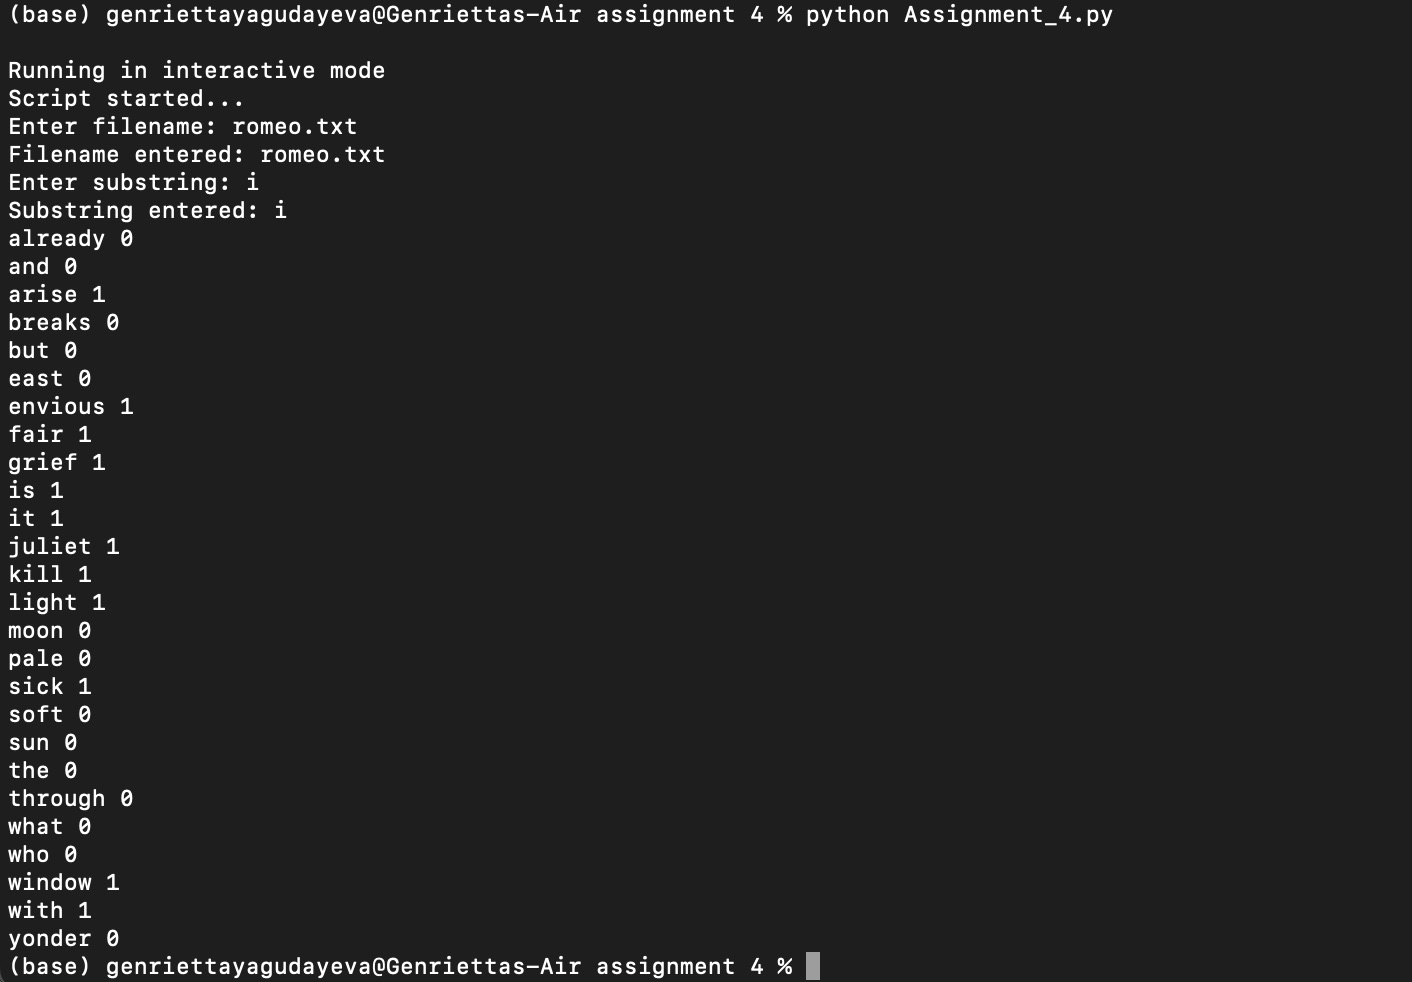 (base) genriettayagudayeva@Genriettas-Air assignment 4 % python Assignment_4.py
Running in interactive mode
Script started...
Enter filename: romeo.txt
Filename entered: romeo.txt
Enter substring: i
Substring entered: i
already 0
and 0
arise 1
breaks 0
but 0
east 0
envious 1
fair 1
grief 1
is 1
it 1
juliet 1
kill 1
light 1
moon 0
pale 0
sick 1
soft 0
sun 0
the 0
through 0
what 0
who 0
window 1
with 1
yonder 0
(base) genriettayagudayeva@Genriettas-Air assignment 4 %